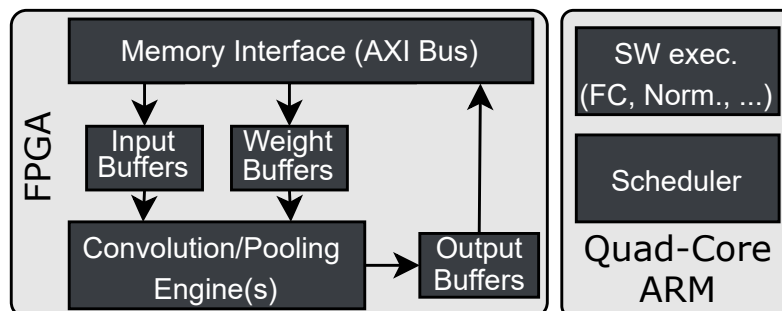 FPGA
Memory Interface (AXI Bus)
Input
Buffers
Weight
Buffers
Convolution/Pooling
Engine(s)
Output
Buffers
SW exec.
(FC, Norm., ...)
Scheduler
Quad-Core
ARM